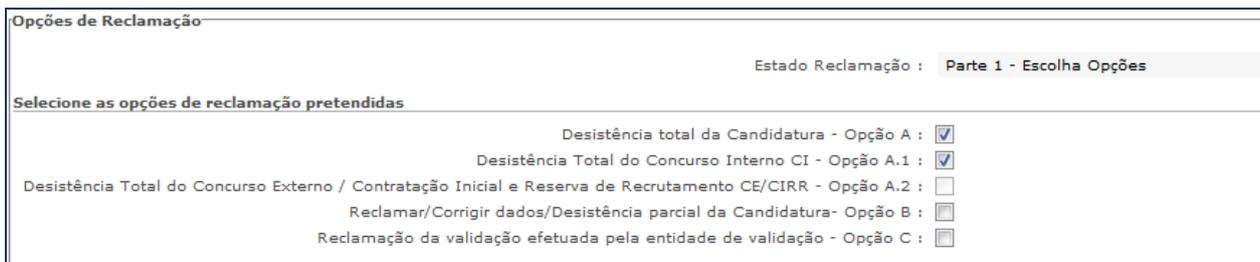 Opções de Reclamação
Estado Reclamação : Parte 1 - Escolha Opções
Selecione as opções de reclamação pretendidas
Desistência total da Candidatura - Opção A :
Desistência Total do Concurso Interno CI - Opção A.1 :
Desistência Total do Concurso Externo / Contratação Inicial e Reserva de Recrutamento CE/CIRR - Opção A.2 :
Reclamar/Corrigir dados/Desistência parcial da Candidatura- Opção B :
Reclamação da validação efetuada pela entidade de validação - Opção C :